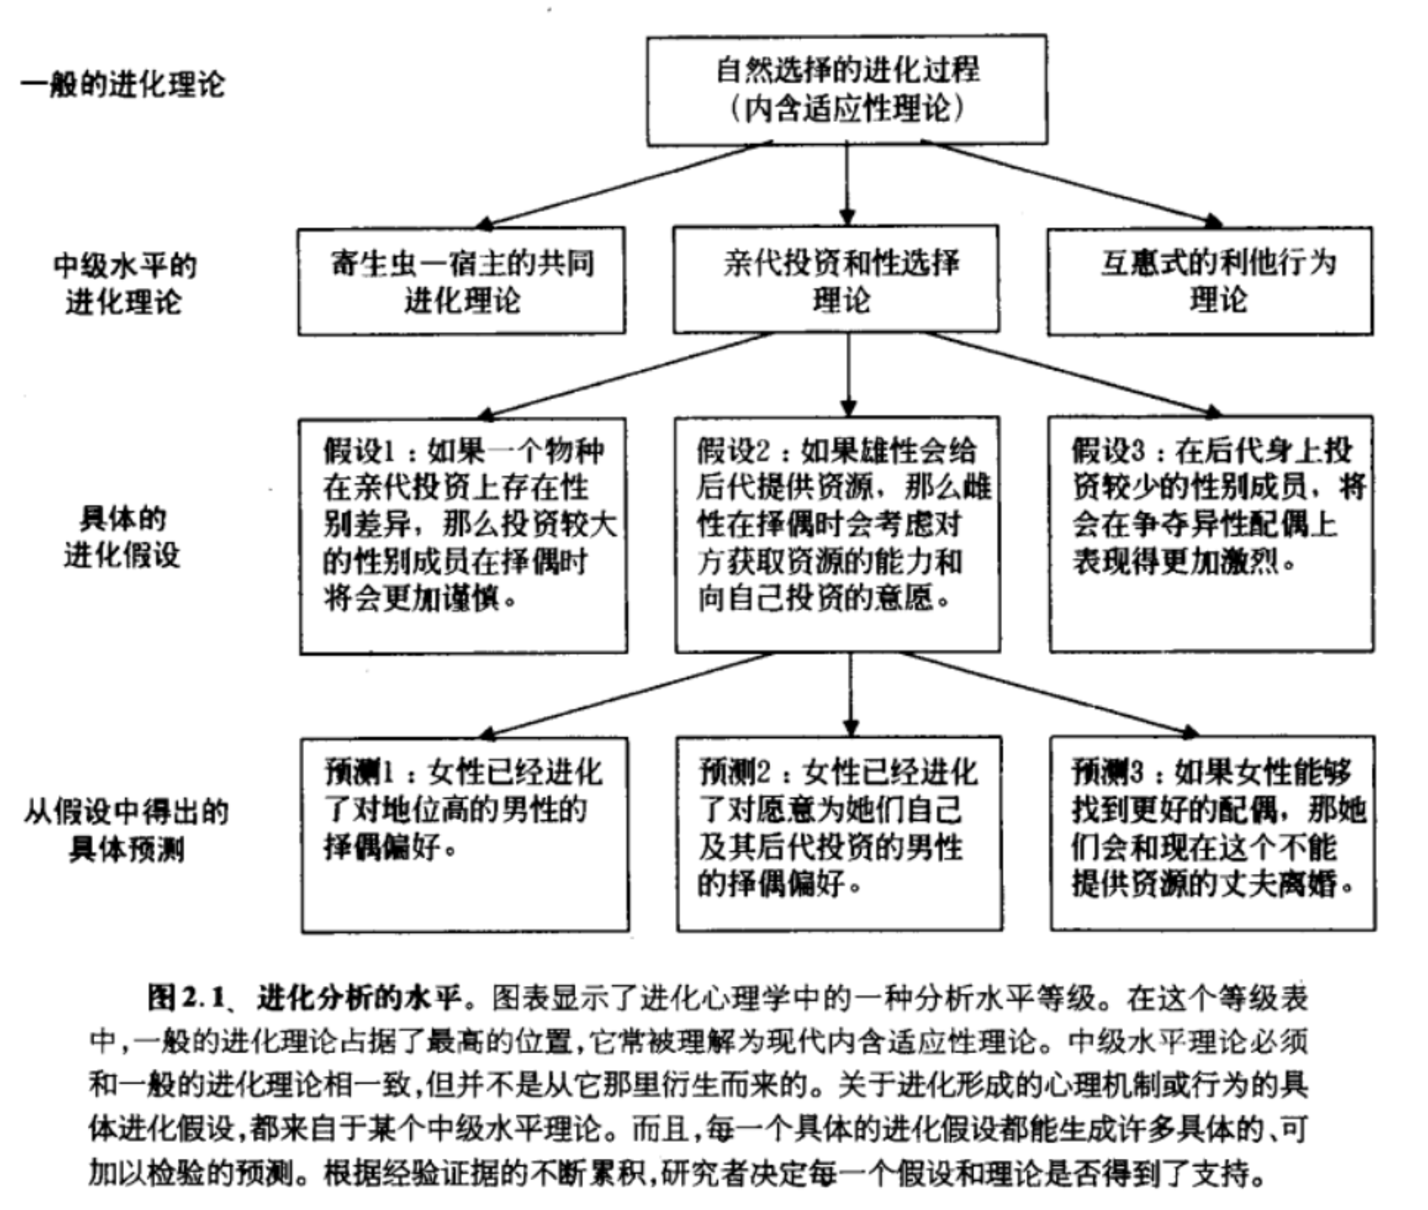 一般的进化理论
自然选择的进化过程
（内含适应性理论）
中级水平的
进化理论
寄生虫—宿主的共同
进化理论
亲代投资和性选择
理论
互惠式的利他行为
理论
具体的
进化假设
假设1：如果一个物种
在亲代投资上存在性
别差异，那么投资较大
的性别成员在择偶时
将会更加谨慎。
假设2：如果雄性会给
后代提供资源，那么雌
性在择偶时会考虑对
方获取资源的能力和
向自己投资的意愿。
假设3：在后代身上投
资较少的性别成员，将
会在争夺异性配偶上
表现得更加激烈。
从假设中得出的
具体预测
预测1：女性已经进化
了对地位高的男性的
择偶偏好。
预测2：女性已经进化
了对愿意为她们自己
及其后代投资的男性
的择偶偏好。
预测3：如果女性能够
找到更好的配偶，那她
们会和现在这个不能
提供资源的丈夫离婚。
图2.1、进化分析的水平。图表显示了进化心理学中的一种分析水平等级。在这个等级表
中，一般的进化理论占据了最高的位置，它常被理解为现代内含适应性理论。中级水平理论必须
和一般的进化理论相一致，但并不是从它那里衍生而来的。关于进化形成的心理机制或行为的具
体进化假设，都来自于某个中级水平理论。而且，每一个具体的进化假设都能生成许多具体的、可
加以检验的预测。根据经验证据的不断累积，研究者决定每一个假设和理论是否得到了支持。